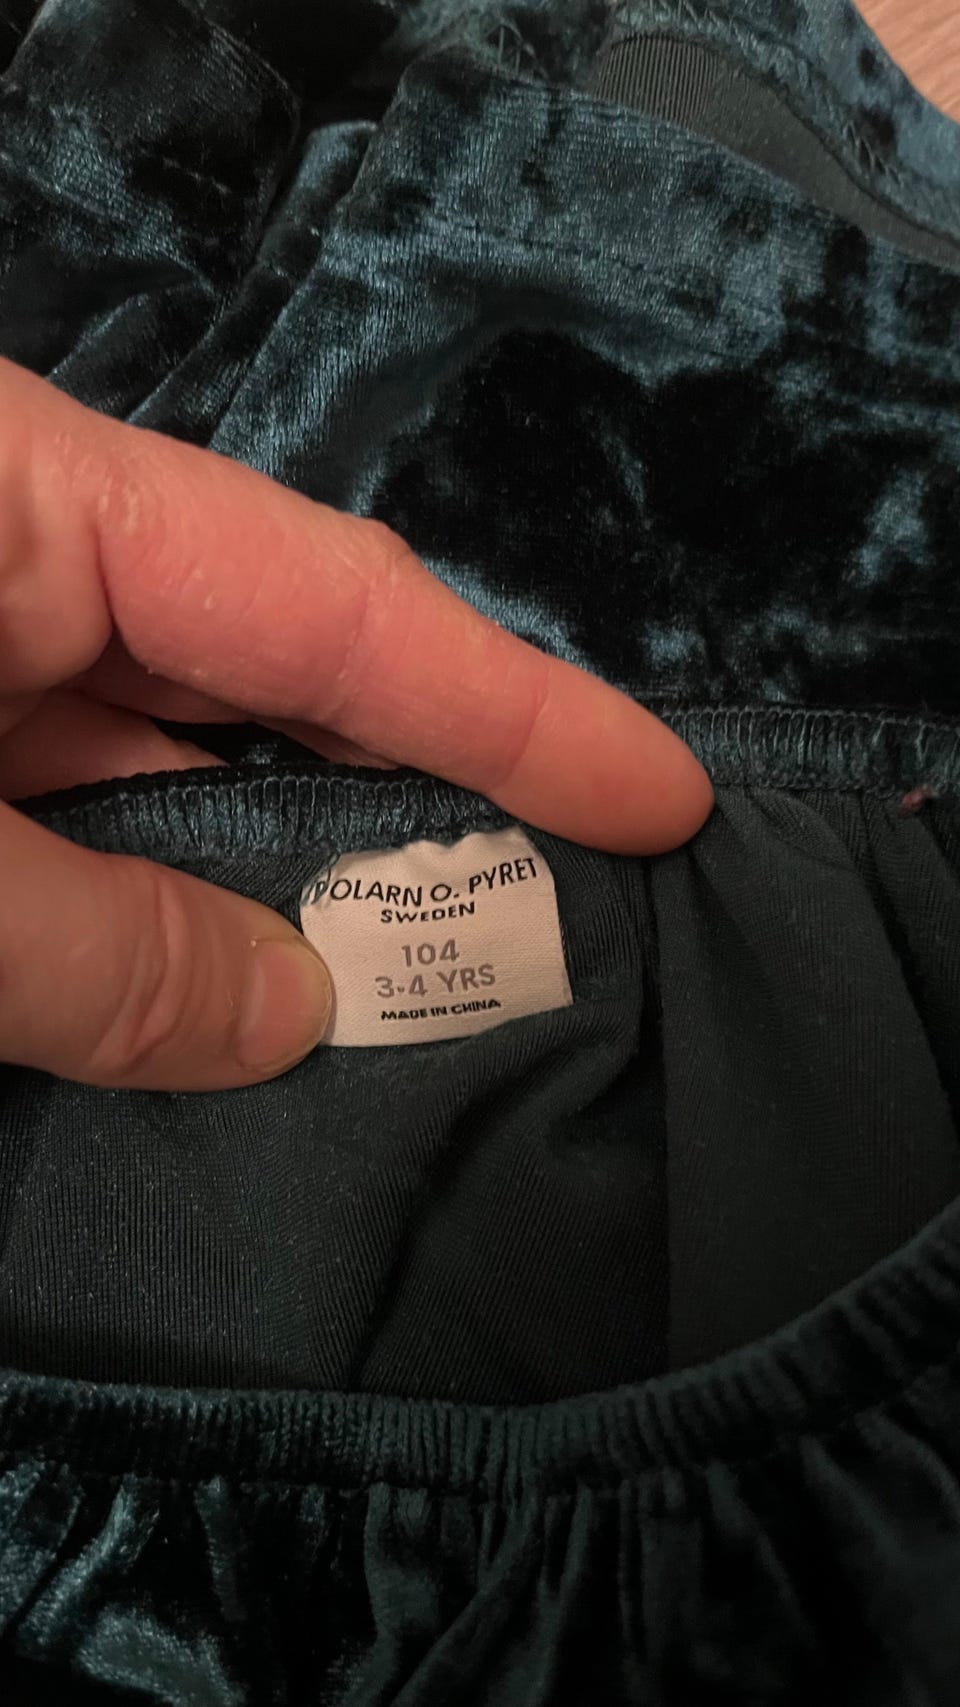 POLARN O. PYRET
SWEDEN
104
3-4 YRS
MADE IN CHINA